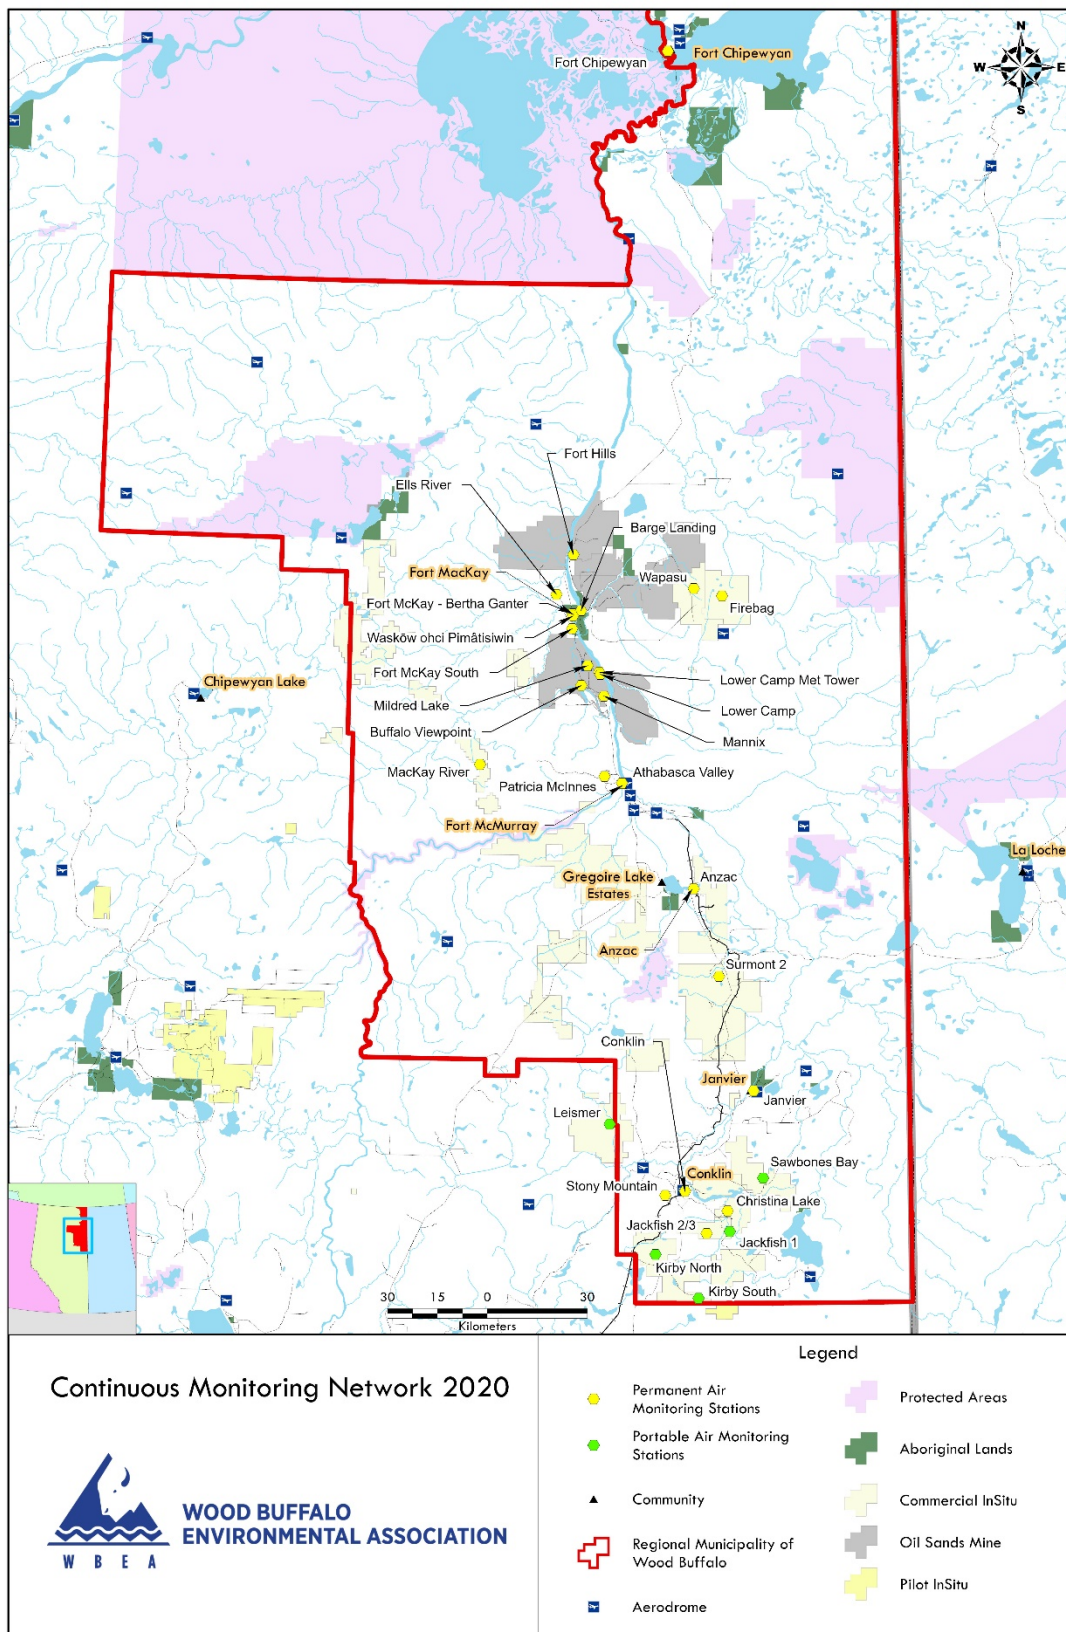 N
W E
S
Fort Chipewyan
Fort Chipewyan
Fort Hills
Ells River
Barge Landing
Fort MacKay
Wapasu
Fort McKay - Bertha Ganter
Firebag
Waskōw ohci Pimâtisiwin
Fort McKay South
Lower Camp Met Tower
Chipewyan Lake
Mildred Lake
Lower Camp
Buffalo Viewpoint
Mannix
MacKay River
Athabasca Valley
Patricia McInnes
Fort McMurray
La Loche
Gregoire Lake
Estates
Anzac
Anzac
Surmont 2
Conklin
Janvier
Janvier
Leismer
Conklin
Sawbones Bay
Stony Mountain
Christina Lake
Jackfish 2/3
Jackfish 1
Kirby North
Kirby South
30 15 0 30
Kilometers
Continuous Monitoring Network 2020
WBEA
WOOD BUFFALO
ENVIRONMENTAL ASSOCIATION
Legend
Permanent Air
Monitoring Stations
Portable Air Monitoring
Stations
Community
Regional Municipality of
Wood Buffalo
Aerodrome
Protected Areas
Aboriginal Lands
Commercial InSitu
Oil Sands Mine
Pilot InSitu